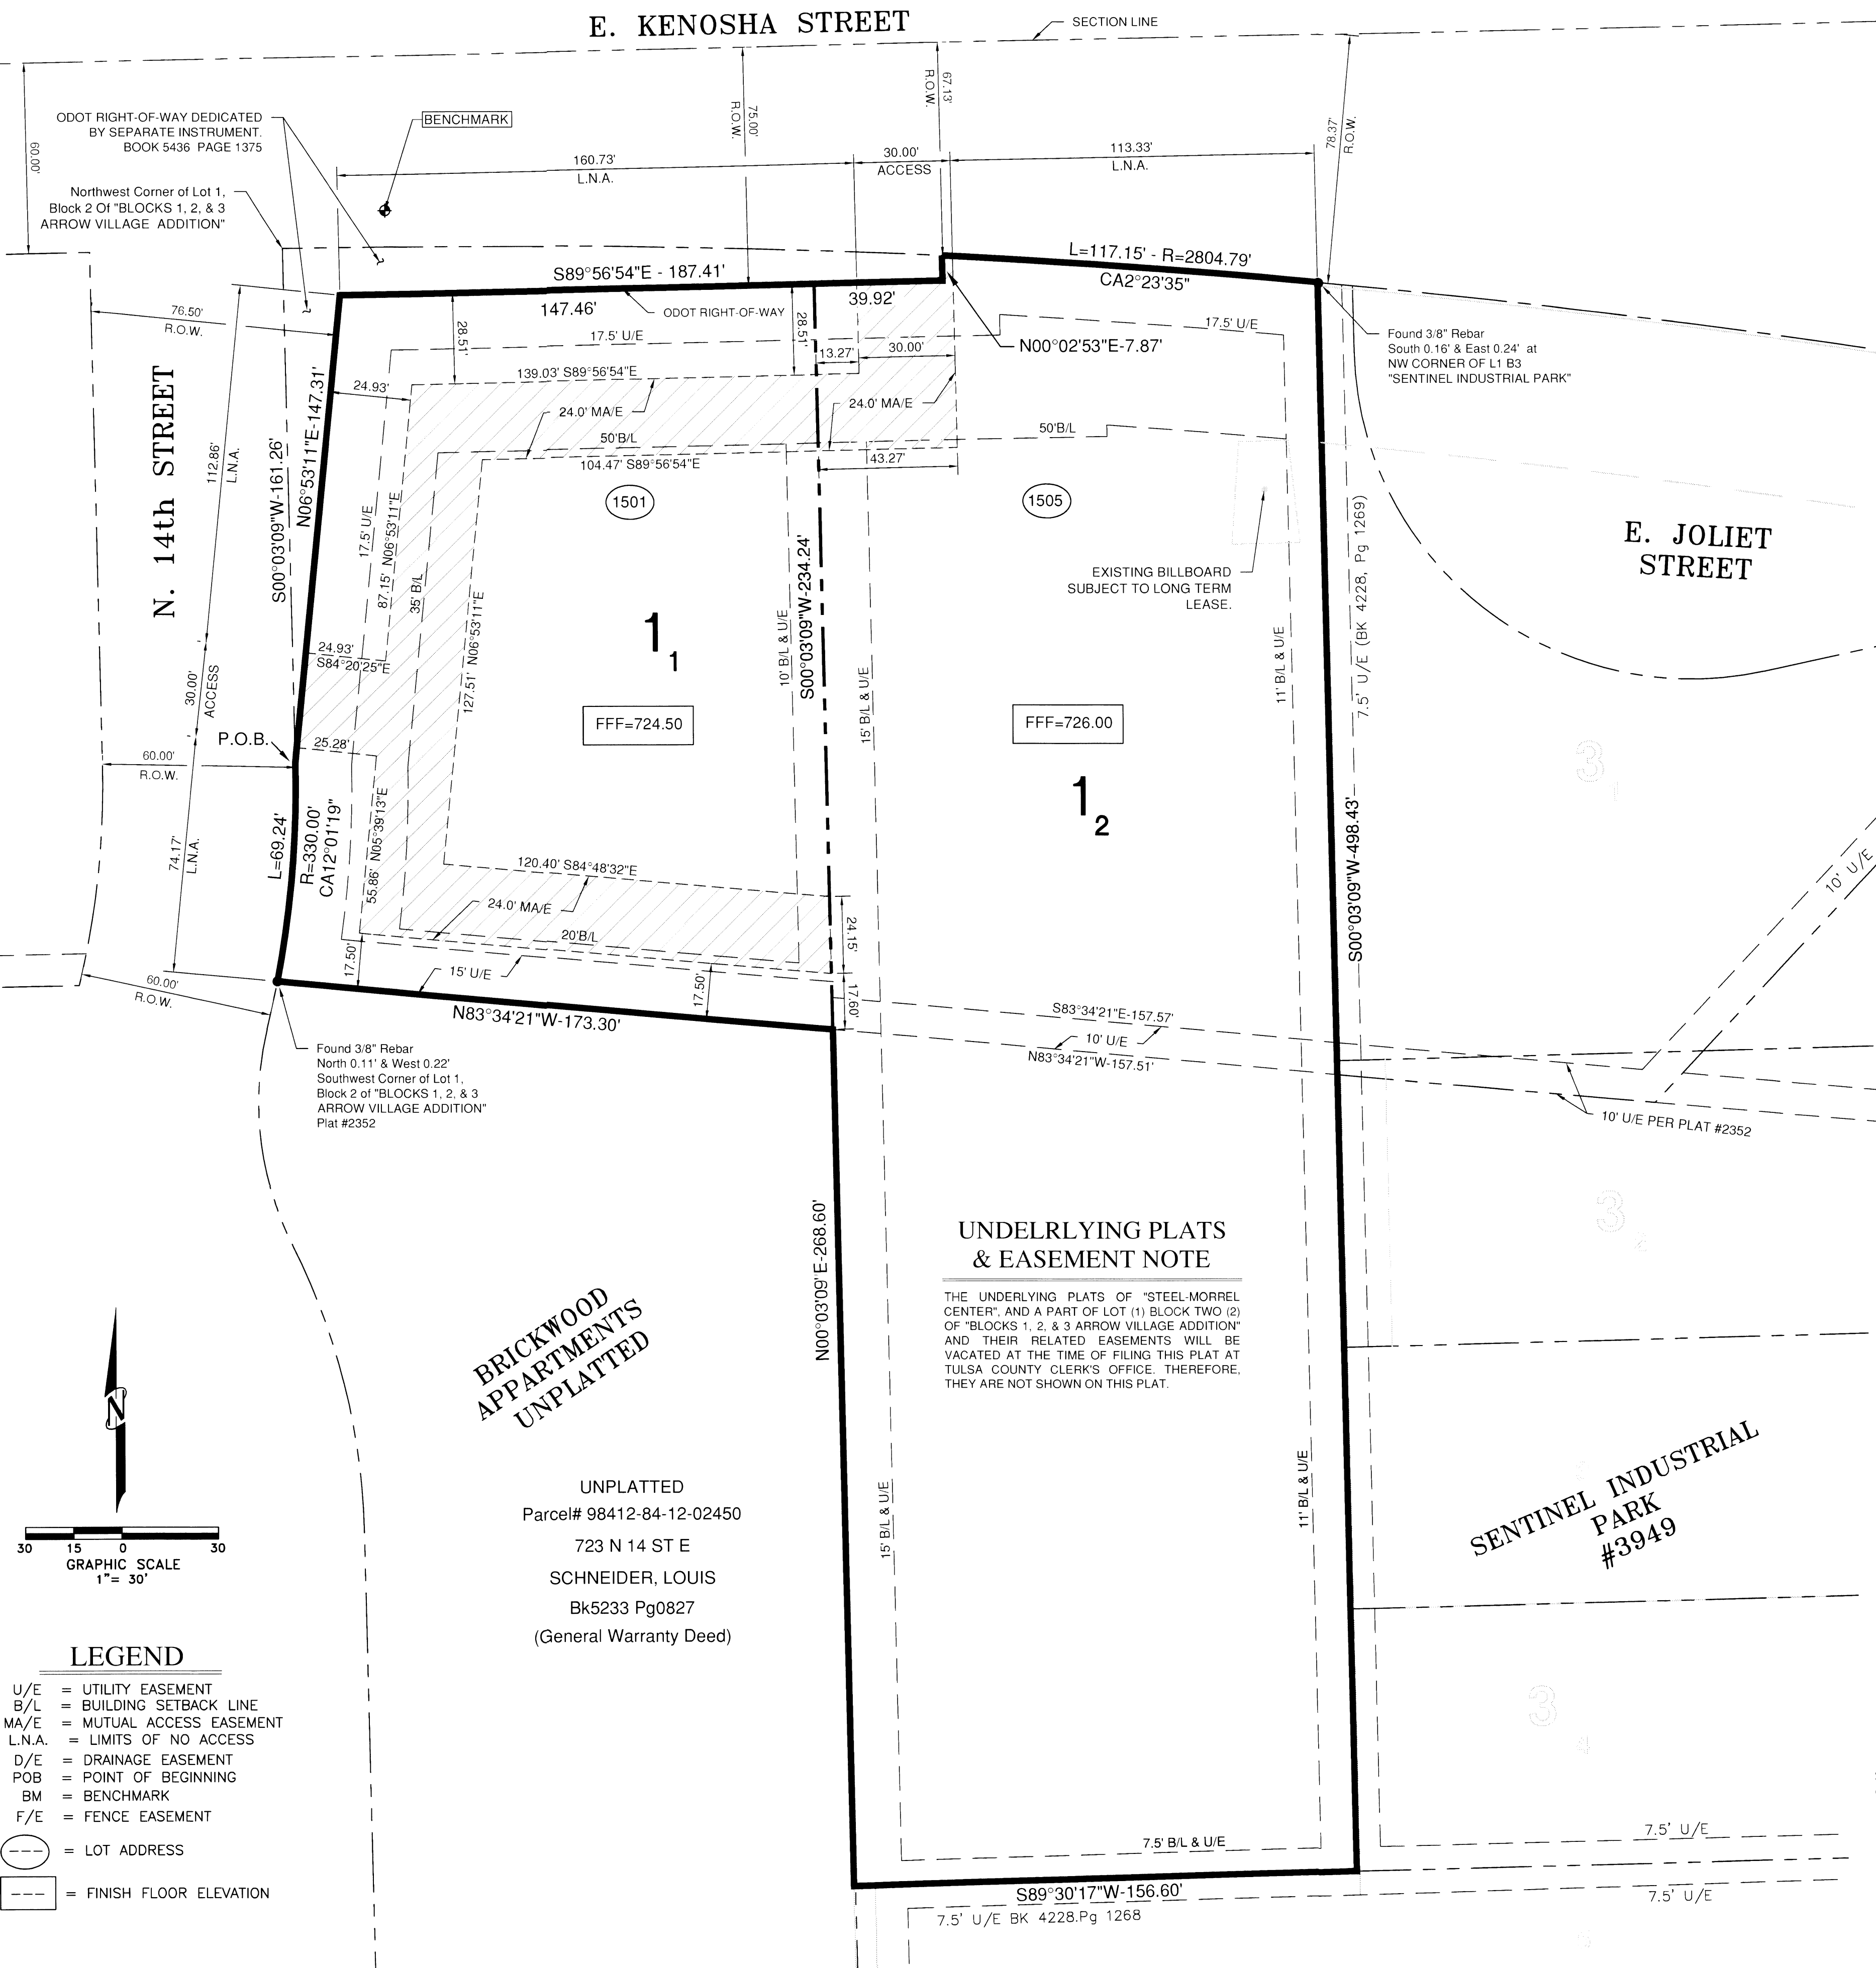 E. KENOSHA STREET
SECTION LINE
60.00'
75.00'
R.O.W.
67.13'
R.O.W.
78.37'
R.O.W.
ODOT RIGHT-OF-WAY DEDICATED
BY SEPARATE INSTRUMENT.
BOOK 5436 PAGE 1375
BENCHMARK
160.73'
L.N.A.
30.00'
ACCESS
113.33'
L.N.A.
Northwest Corner of Lot 1,
Block 2 Of "BLOCKS 1, 2, & 3
ARROW VILLAGE ADDITION"
S89°56'54"E - 187.41'
L=117.15' - R=2804.79'
CA2°23'35"
147.46'
ODOT RIGHT-OF-WAY
39.92'
76.50'
R.O.W.
28.51'
28.51'
17.5' U/E
17.5' U/E
N00°02'53"E-7.87'
13.27'
30.00'
Found 3/8" Rebar
South 0.16' & East 0.24' at
NW CORNER OF L1 B3
"SENTINEL INDUSTRIAL PARK"
24.93'
139.03' S89°56'54"E
24.0' MA/E
24.0' MA/E
50'B/L
50'B/L
104.47' S89°56'54"E
43.27'
N. 14th STREET
112.86'
L.N.A.
S00°03'09"W-161.26'
N06°53'11"E-147.31'
17.5' U/E
87.15' N06°53'11"E
35' B/L
127.51' N06°53'11"E
1501
1505
E. JOLIET
STREET
EXISTING BILLBOARD
SUBJECT TO LONG TERM
LEASE.
10' B/L & U/E
S00°03'09"W-234.24'
15' B/L & U/E
11' B/L & U/E
7.5' U/E (BK 4228, Pg 1269)
1
1
24.93'
S84°20'25"E
30.00'
ACCESS
P.O.B.
25.28'
FFF=724.50
FFF=726.00
60.00'
R.O.W.
3
1
1
2
74.17'
L.N.A.
L=69.24'
R=330.00'
CA12°01'19"
55.86' N05°39'13"E
120.40' S84°48'32"E
24.0' MA/E
20'B/L
24.15'
S00°03'09"W-498.43'
10' U/E
17.50'
15' U/E
17.50'
17.60'
60.00'
R.O.W.
N83°34'21"W-173.30'
S83°34'21"E-157.57'
10' U/E
N83°34'21"W-157.51'
Found 3/8" Rebar
North 0.11' & West 0.22'
Southwest Corner of Lot 1,
Block 2 of "BLOCKS 1, 2, & 3
ARROW VILLAGE ADDITION"
Plat #2352
10' U/E PER PLAT #2352
3
N00°03'09"E-268.60'
UNDELRLYING PLATS
& EASEMENT NOTE
THE UNDERLYING PLATS OF "STEEL-MORREL
CENTER", AND A PART OF LOT (1) BLOCK TWO (2)
OF "BLOCKS 1, 2, & 3 ARROW VILLAGE ADDITION"
AND THEIR RELATED EASEMENTS WILL BE
VACATED AT THE TIME OF FILING THIS PLAT AT
TULSA COUNTY CLERK'S OFFICE. THEREFORE,
THEY ARE NOT SHOWN ON THIS PLAT.
BRICKWOOD
APPARTMENTS
UNPLATTED
N
UNPLATTED
Parcel# 98412-84-12-02450
723 N 14 ST E
SCHNEIDER, LOUIS
Bk5233 Pg0827
(General Warranty Deed)
15' B/L & U/E
11' B/L & U/E
SENTINEL INDUSTRIAL
PARK
#3949
30 15 0 30
GRAPHIC SCALE
1"= 30'
LEGEND
U/E = UTILITY EASEMENT
B/L = BUILDING SETBACK LINE
MA/E = MUTUAL ACCESS EASEMENT
L.N.A. = LIMITS OF NO ACCESS
D/E = DRAINAGE EASEMENT
POB = POINT OF BEGINNING
BM = BENCHMARK
F/E = FENCE EASEMENT
--- = LOT ADDRESS
--- = FINISH FLOOR ELEVATION
3
4
7.5' B/L & U/E
7.5' U/E
S89°30'17"W-156.60'
7.5' U/E
7.5' U/E BK 4228.Pg 1268